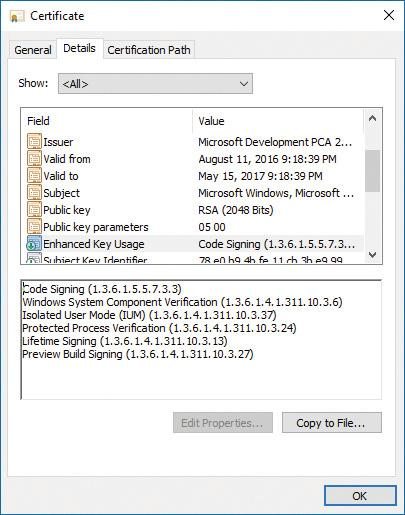 Certificate
General Details Certification Path
Show: <All>
Field Value
Issuer Microsoft Development PCA 2...
Valid from August 11, 2016 9:18:39 PM
Valid to May 15, 2017 9:18:39 PM
Subject Microsoft Windows, Microsoft ...
Public key RSA (2048 Bits)
Public key parameters 05 00
Enhanced Key Usage Code Signing (1.3.6.1.5.5.7.3...
Subject Key Identifier 78 e0 b9 4b fe 11 cb 3b e9 99
Code Signing (1.3.6.1.5.5.7.3.3)
Windows System Component Verification (1.3.6.1.4.1.311.10.3.6)
Isolated User Mode (IUM) (1.3.6.1.4.1.311.10.3.37)
Protected Process Verification (1.3.6.1.4.1.311.10.3.24)
Lifetime Signing (1.3.6.1.4.1.311.10.3.13)
Preview Build Signing (1.3.6.1.4.1.311.10.3.27)
Edit Properties... Copy to File...
OK